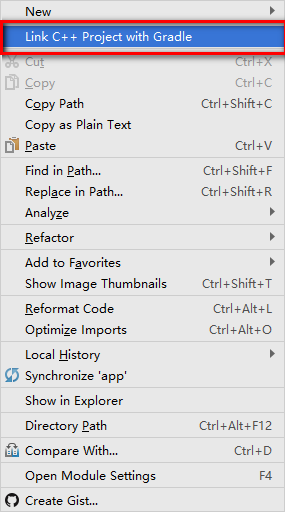 New
Link C++ Project with Gradle
Cut Ctrl+X
Copy Ctrl+C
Copy Path Ctrl+Shift+C
Copy as Plain Text
Paste Ctrl+V
Find in Path... Ctrl+Shift+F
Replace in Path... Ctrl+Shift+R
Analyze
Refactor
Add to Favorites
Show Image Thumbnails Ctrl+Shift+T
Reformat Code Ctrl+Alt+L
Optimize Imports Ctrl+Alt+O
Local History
Synchronize 'app'
Show in Explorer
Directory Path Ctrl+Alt+F12
Compare With... Ctrl+D
Open Module Settings F4
Create Gist...